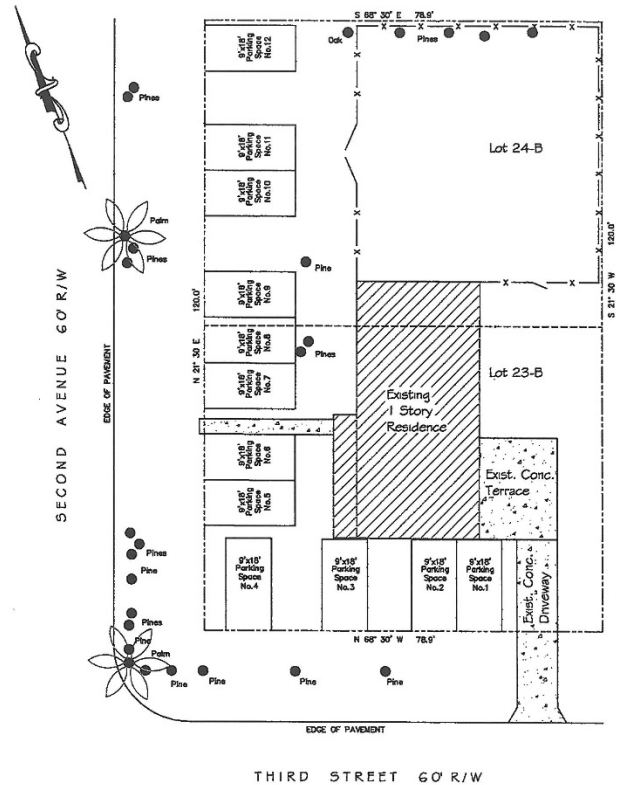 S 68° 30' E 78.9'
9'x18'
Parking
Space
No.12
Oak
Pines
Pines
9'x18'
Parking
Space
No.11
Lot 24-B
9'x18'
Parking
Space
No.10
Palm
Pines
Pine
120.0'
S 21° 30' W
9'x18'
Parking
Space
No.9
120.0'
N 21° 30' E
9'x18'
Parking
Space
No.8
Pines
9'x18'
Parking
Space
No.7
Lot 23-B
SECOND AVENUE 60' R/W
EDGE OF PAVEMENT
Existing
1 Story
Residence
9'x18'
Parking
Space
No.6
Exist. Conc.
Terrace
9'x18'
Parking
Space
No.5
Pines
Pine
9'x18'
Parking
Space
No.4
9'x18'
Parking
Space
No.3
9'x18'
Parking
Space
No.2
9'x18'
Parking
Space
No.1
Exist. Conc.
Driveway
Pines
Pine
Palm
N 68° 30' W 78.9'
Pine
Pine
Pine
Pine
EDGE OF PAVEMENT
THIRD STREET 60' R/W